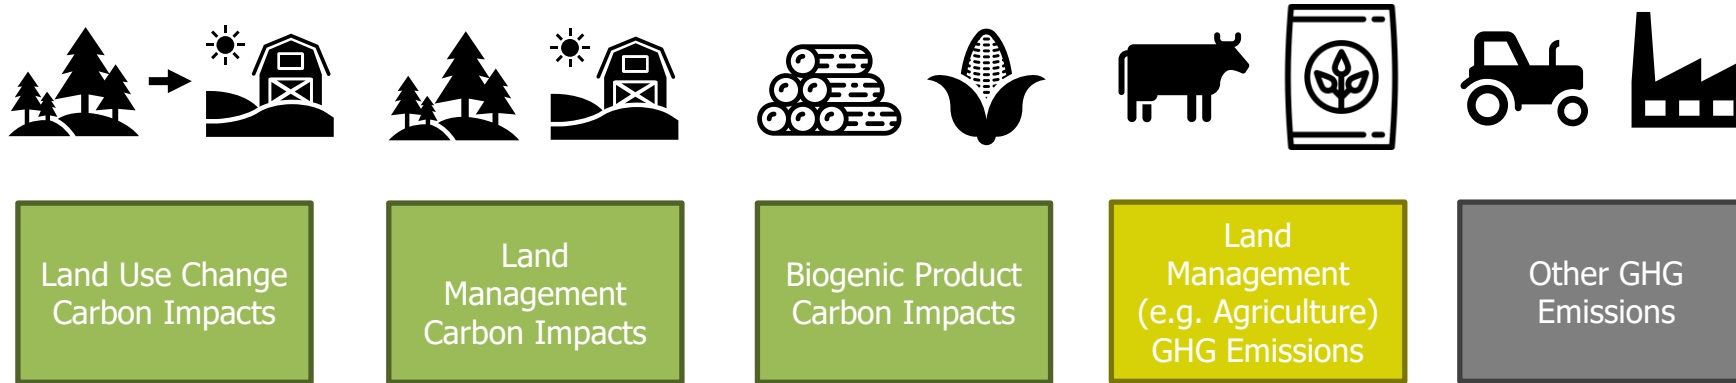 Land Use Change
Carbon Impacts
Land
Management
Carbon Impacts
Biogenic Product
Carbon Impacts
Land
Management
(e.g. Agriculture)
GHG Emissions
Other GHG
Emissions